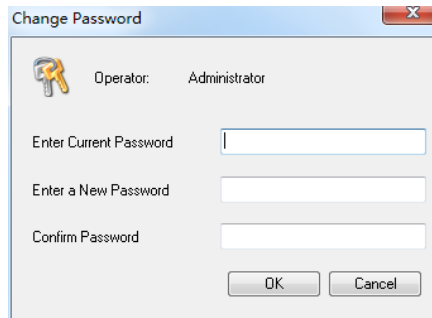 Change Password
Operator: Administrator
Enter Current Password
Enter a New Password
Confirm Password
OK Cancel